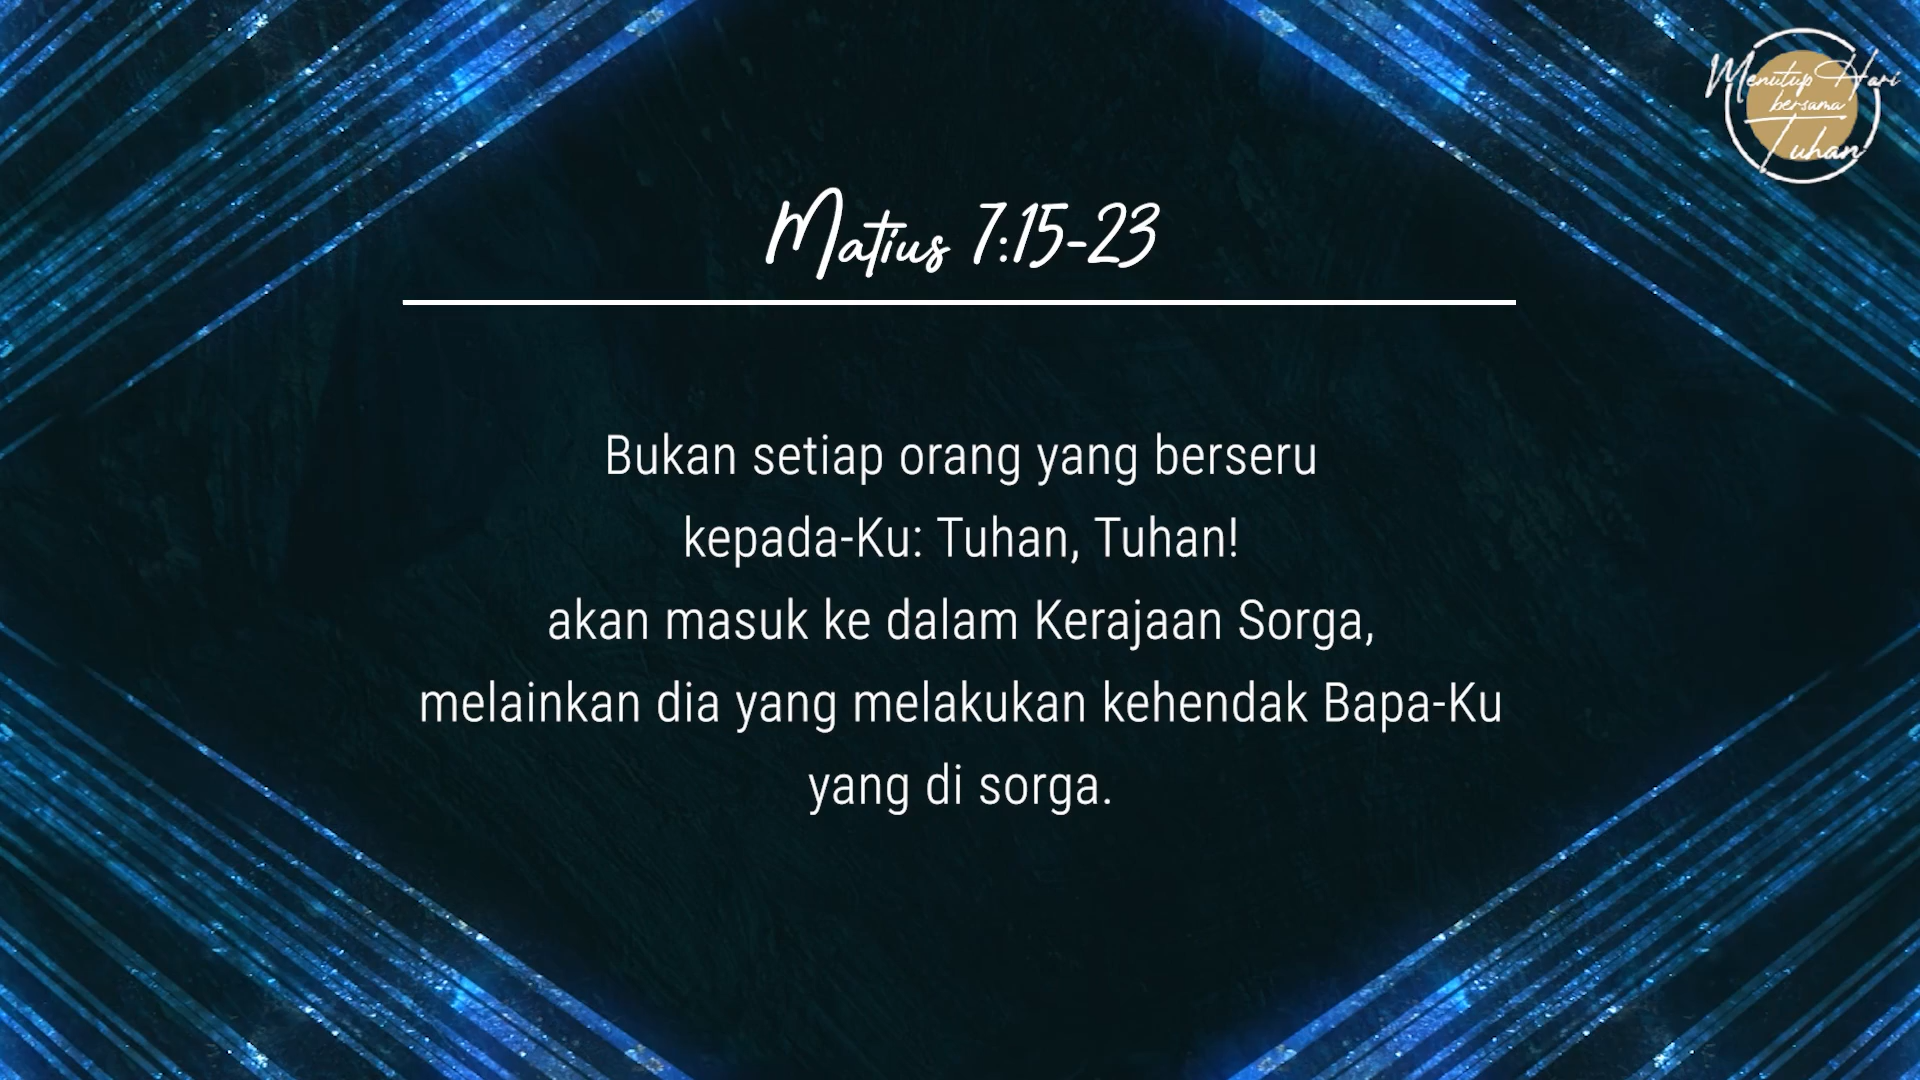 Menutup Hari
bersama
Tuhan
Matius 7:15-23
Bukan setiap orang yang berseru
kepada-Ku: Tuhan, Tuhan!
akan masuk ke dalam Kerajaan Sorga,
melainkan dia yang melakukan kehendak Bapa-Ku
yang di sorga.